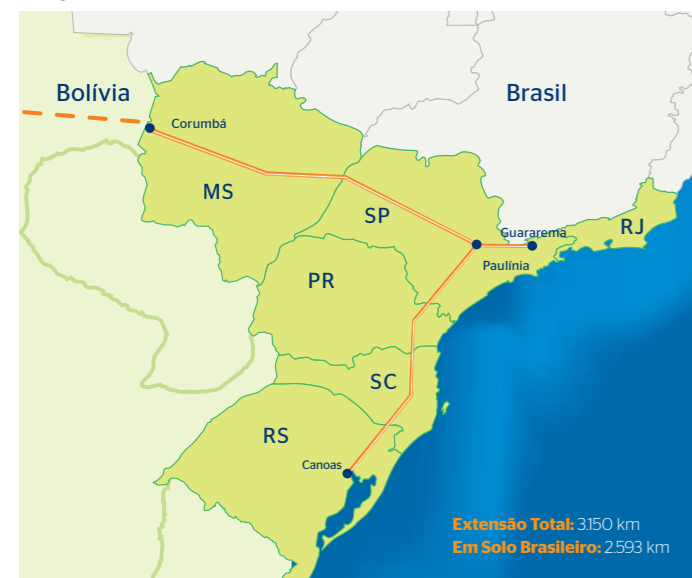 Bolívia
Brasil
Corumbá
MS
SP
Guararema
RJ
Paulínia
PR
SC
RS
Canoas
Extensão Total: 3.150 km
Em Solo Brasileiro: 2.593 km